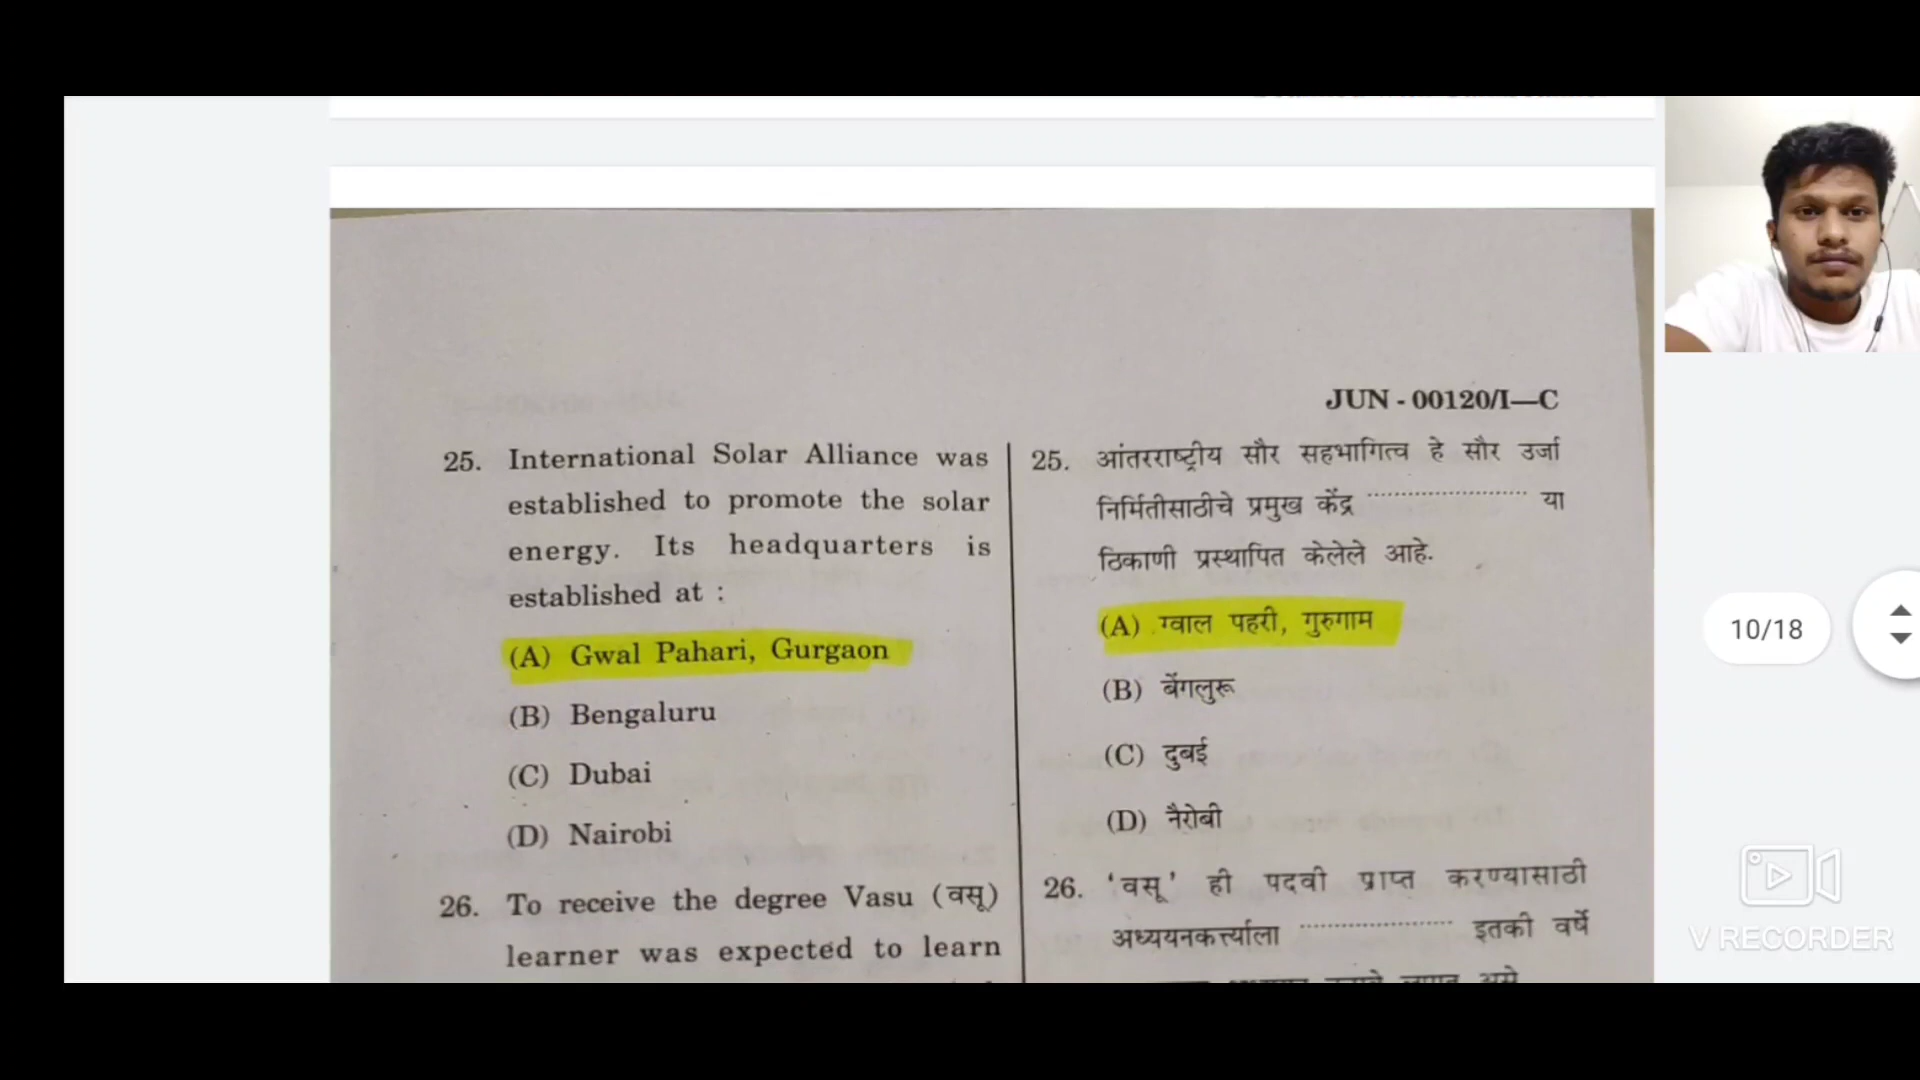 JUN - 00120/I—C
25. International Solar Alliance was
established to promote the solar
energy. Its headquarters is
established at :
(A) Gwal Pahari, Gurgaon
(B) Bengaluru
(C) Dubai
(D) Nairobi
26. To receive the degree Vasu (वसू)
learner was expected to learn
25. आंतरराष्ट्रीय सौर सहभागित्व हे सौर उर्जा
निर्मितीसाठीचे प्रमुख केंद्र ........................ या
ठिकाणी प्रस्थापित केलेले आहे.
(A) ग्वाल पहरी, गुरुगाम
(B) बेंगलुरू
(C) दुबई
(D) नैरोबी
26. ‘वसू’ ही पदवी प्राप्त करण्यासाठी
अध्ययनकर्त्याला ........................ इतकी वर्षे
10/18
V RECORDER